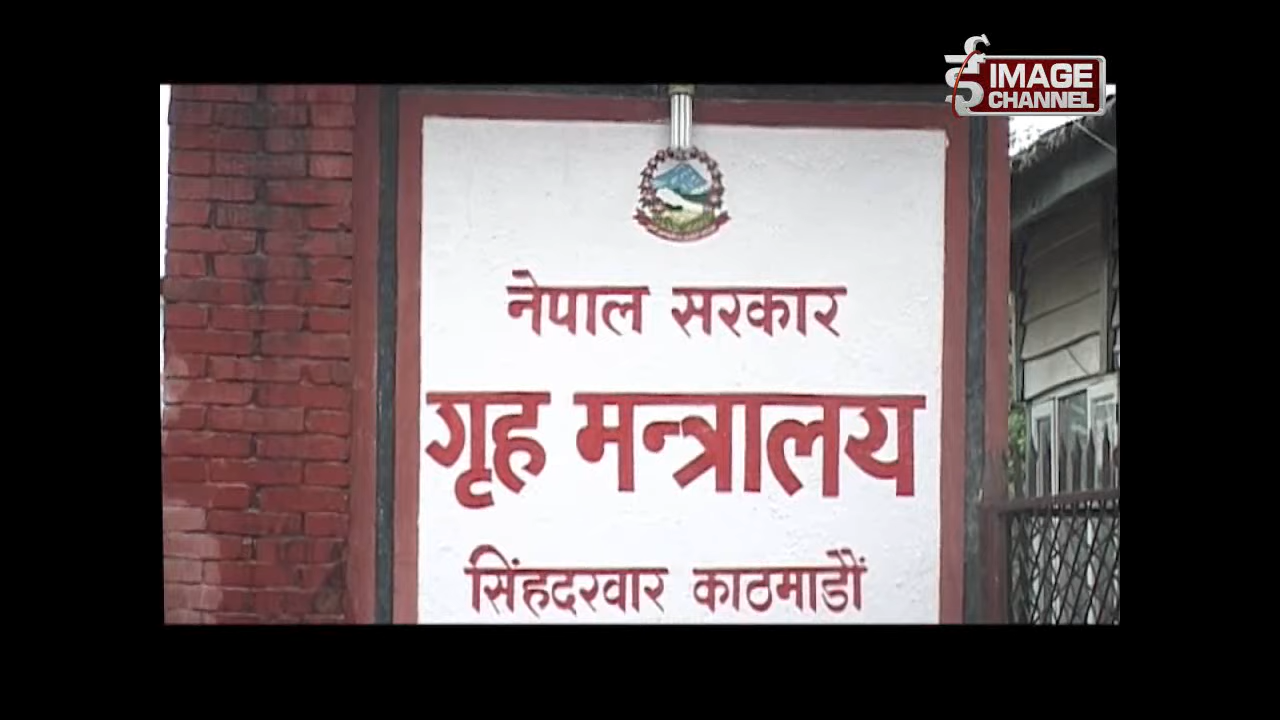 IMAGE
CHANNEL
नेपाल सरकार
गृह मन्त्रालय
सिंहदरवार काठमाडौं